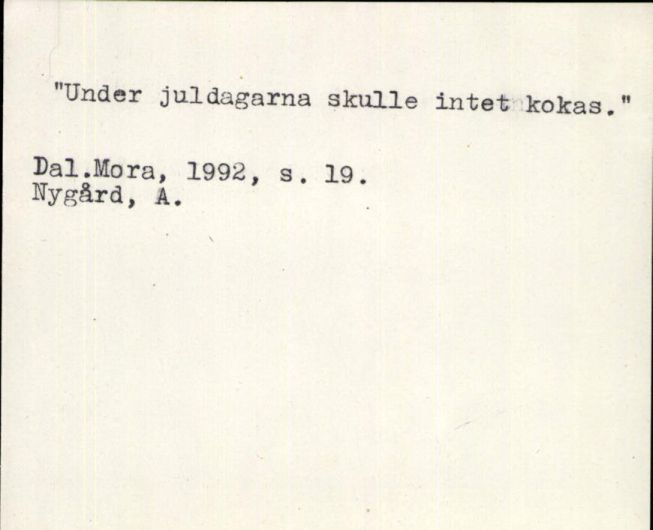 "Under juldagarna skulle intet kokas."
Dal.Mora, 1992, s. 19.
Nygård, A.